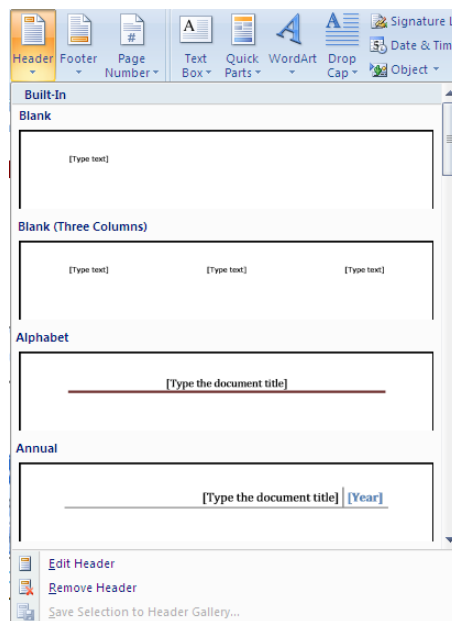 Header Footer Page Number Text Box Quick Parts WordArt Drop Cap
Signature L
Date & Tim
Object
Built-In
Blank
[Type text]
Blank (Three Columns)
[Type text] [Type text] [Type text]
Alphabet
[Type the document title]
Annual
[Type the document title] [Year]
Edit Header
Remove Header
Save Selection to Header Gallery...